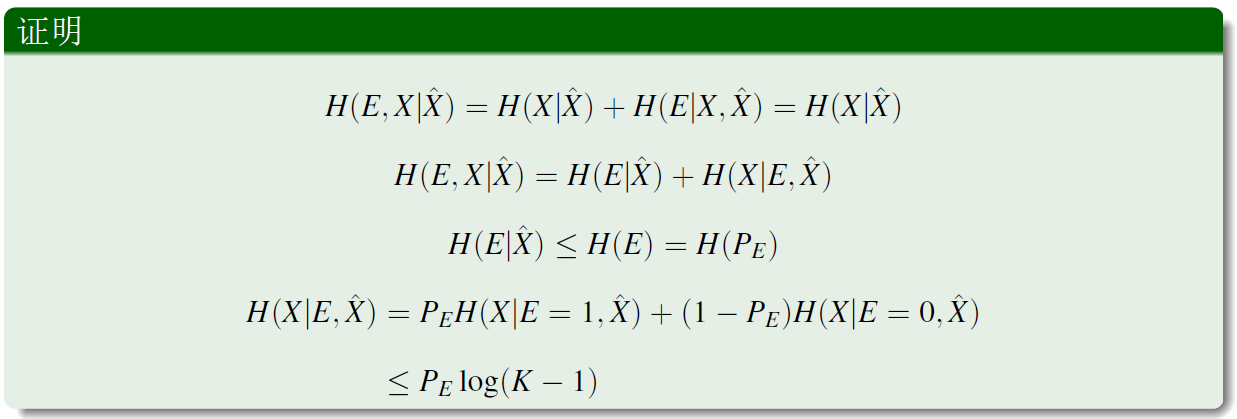 证明
H(E, X|X̂) = H(X|X̂) + H(E|X, X̂) = H(X|X̂)
H(E, X|X̂) = H(E|X̂) + H(X|E, X̂)
H(E|X̂) ≤ H(E) = H(P_E)
H(X|E, X̂) = P_E H(X|E = 1, X̂) + (1 − P_E)H(X|E = 0, X̂)
≤ P_E log(K − 1)